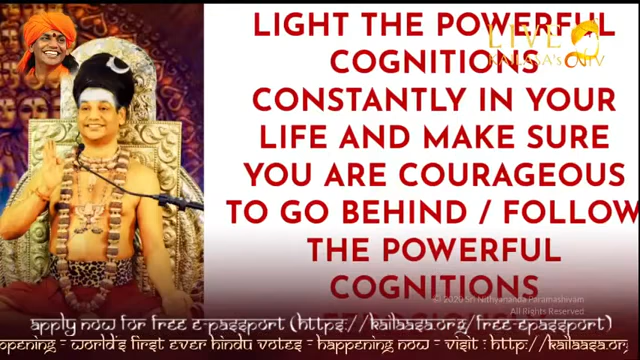 LIGHT THE POWERFUL
COGNITIONS
CONSTANTLY IN YOUR
LIFE AND MAKE SURE
YOU ARE COURAGEOUS
TO GO BEHIND / FOLLOW
THE POWERFUL
COGNITIONS
LIVE
KAILASA's
© 2020 Sri Nithyananda Paramashivam
All Rights Reserved
apply now for free e-passport (https://kailaasa.org/free-epassport)
opening - world's first ever hindu votes - happening now - visit : http://kailaasa.org